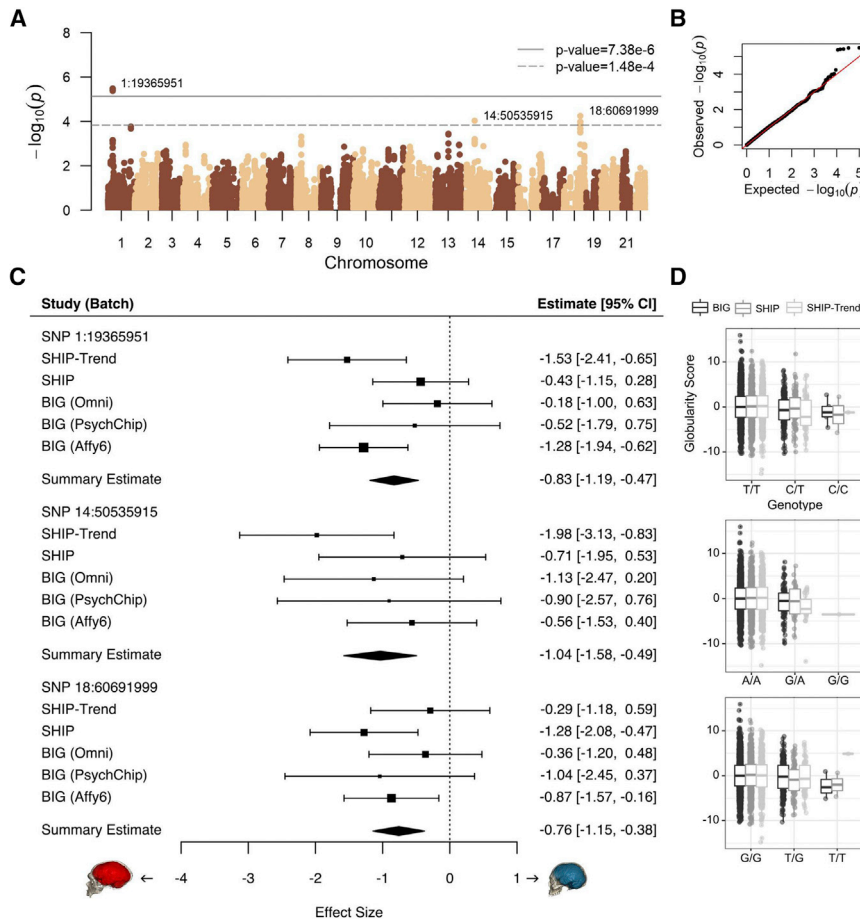 A
− log10(p)
8
6
4
2
0
1:19365951
14:50535915
18:60691999
p-value=7.38e-6
p-value=1.48e-4
1 2 3 4 5 6 7 8 9 10 12 13 14 15 17 18 19 21
Chromosome
B
Observed −log10(p)
4
2
0
0 1 2 3 4 5
Expected −log10(p)
C
Study (Batch) Estimate [95% CI]
SNP 1:19365951
SHIP-Trend -1.53 [-2.41, -0.65]
SHIP -0.43 [-1.15, 0.28]
BIG (Omni) -0.18 [-1.00, 0.63]
BIG (PsychChip) -0.52 [-1.79, 0.75]
BIG (Affy6) -1.28 [-1.94, -0.62]
Summary Estimate -0.83 [-1.19, -0.47]
SNP 14:50535915
SHIP-Trend -1.98 [-3.13, -0.83]
SHIP -0.71 [-1.95, 0.53]
BIG (Omni) -1.13 [-2.47, 0.20]
BIG (PsychChip) -0.90 [-2.57, 0.76]
BIG (Affy6) -0.56 [-1.53, 0.40]
Summary Estimate -1.04 [-1.58, -0.49]
SNP 18:60691999
SHIP-Trend -0.29 [-1.18, 0.59]
SHIP -1.28 [-2.08, -0.47]
BIG (Omni) -0.36 [-1.20, 0.48]
BIG (PsychChip) -1.04 [-2.45, 0.37]
BIG (Affy6) -0.87 [-1.57, -0.16]
Summary Estimate -0.76 [-1.15, -0.38]
← -4 -3 -2 -1 0 1 →
Effect Size
D
BIG SHIP SHIP-Trend
Globularity Score
10
0
-10
T/T C/T C/C
Genotype
10
0
-10
A/A G/A G/G
10
0
-10
G/G T/G T/T